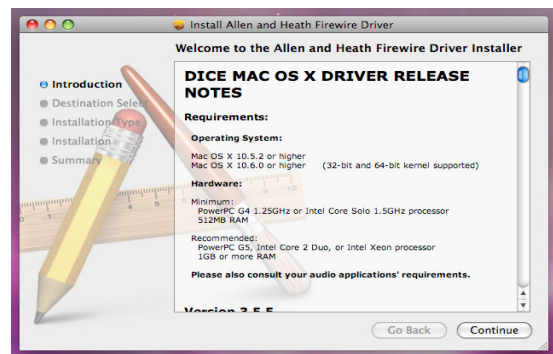 Install Allen and Heath Firewire Driver
Welcome to the Allen and Heath Firewire Driver Installer
Introduction
Destination Select
Installation Type
Installation
Summary
DICE MAC OS X DRIVER RELEASE
NOTES
Requirements:
Operating System:
Mac OS X 10.5.2 or higher
Mac OS X 10.6.0 or higher (32-bit and 64-bit kernel supported)
Hardware:
Minimum:
PowerPC G4 1.25GHz or Intel Core Solo 1.5GHz processor
512MB RAM
Recommended:
PowerPC G5, Intel Core 2 Duo, or Intel Xeon processor
1GB or more RAM
Please also consult your audio applications' requirements.
Version 3.5.5
Go Back
Continue